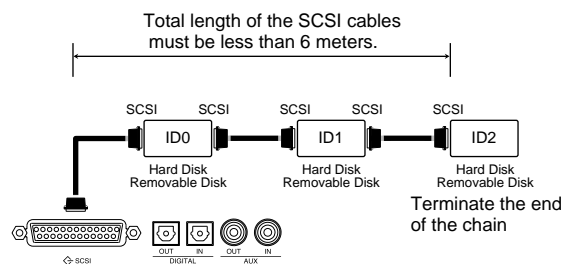 Total length of the SCSI cables
must be less than 6 meters.
SCSI SCSI SCSI SCSI SCSI
ID0 ID1 ID2
Hard Disk Hard Disk Hard Disk
Removable Disk Removable Disk Removable Disk
Terminate the end
of the chain
OUT IN OUT IN
SCSI DIGITAL AUX